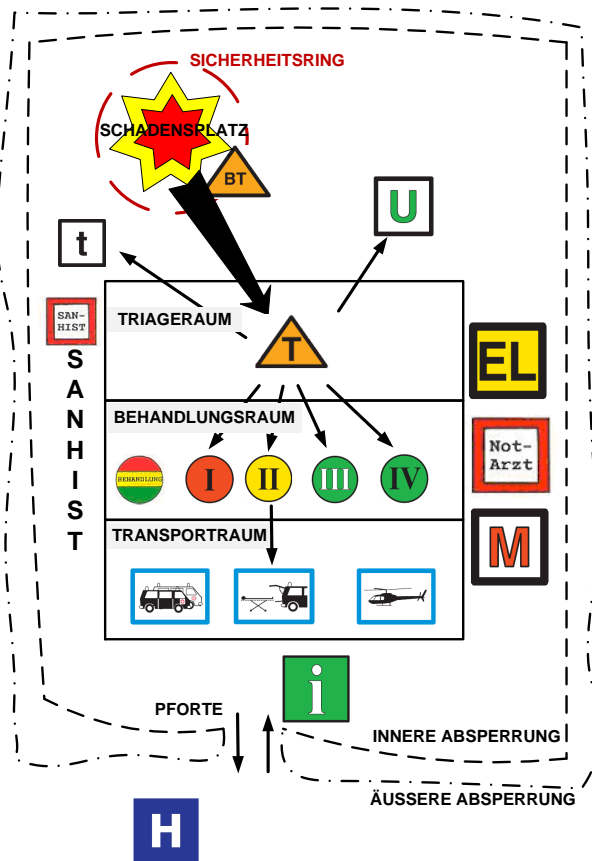 SICHERHEITSRING
SCHADENSPLATZ
BT
U
t
SAN-
HIST
TRIAGERAUM
T
EL
SANHIST
BEHANDLUNGSRAUM
Not-
Arzt
BEHANDLUNG
I
II
III
IV
TRANSPORTRAUM
M
i
PFORTE
INNERE ABSPERRUNG
ÄUSSERE ABSPERRUNG
H